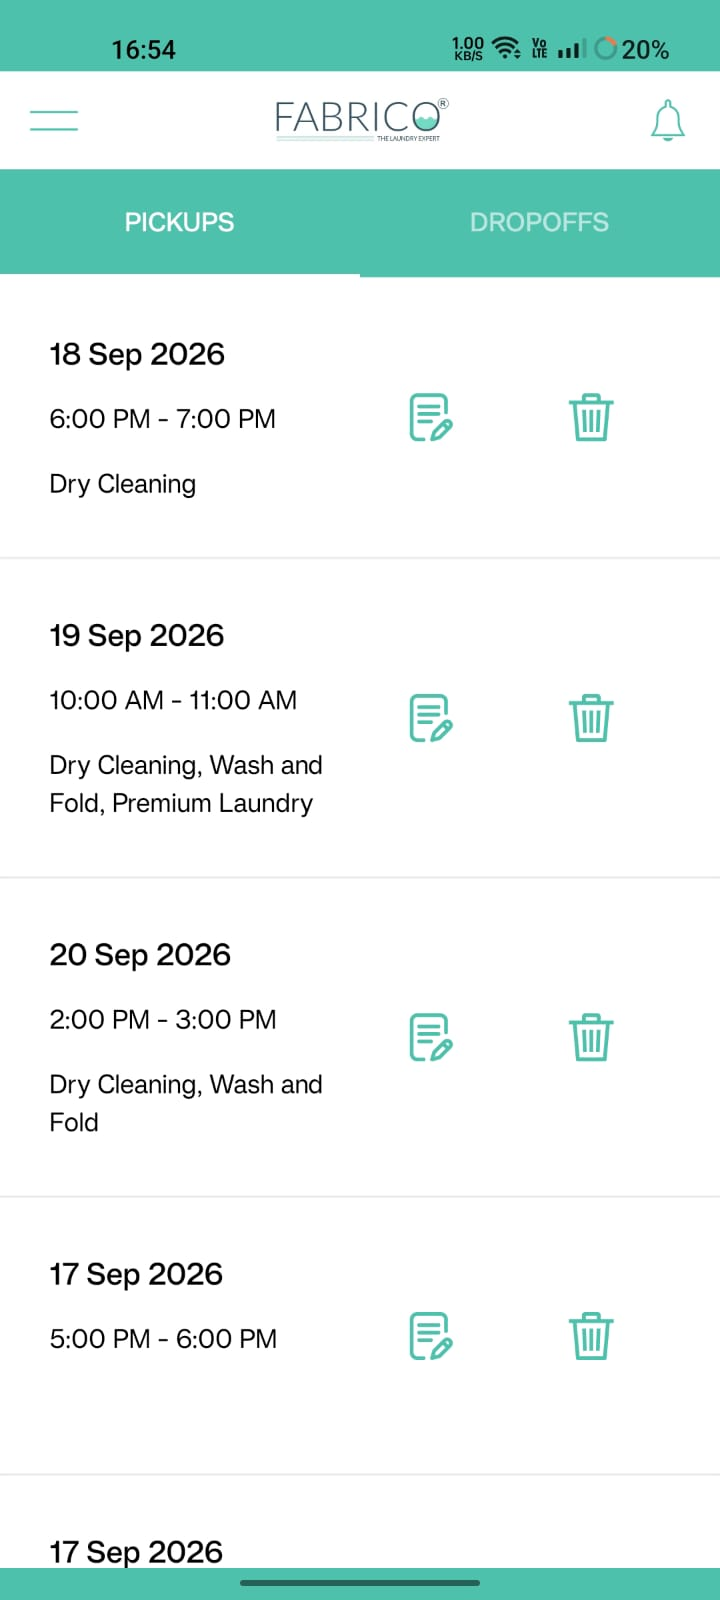 16:54
1.00 KB/S
Vo LTE
20%
FABRICO®
THE LAUNDRY EXPERT
PICKUPS
DROPOFFS
18 Sep 2026
6:00 PM - 7:00 PM
Dry Cleaning
19 Sep 2026
10:00 AM - 11:00 AM
Dry Cleaning, Wash and
Fold, Premium Laundry
20 Sep 2026
2:00 PM - 3:00 PM
Dry Cleaning, Wash and
Fold
17 Sep 2026
5:00 PM - 6:00 PM
17 Sep 2026